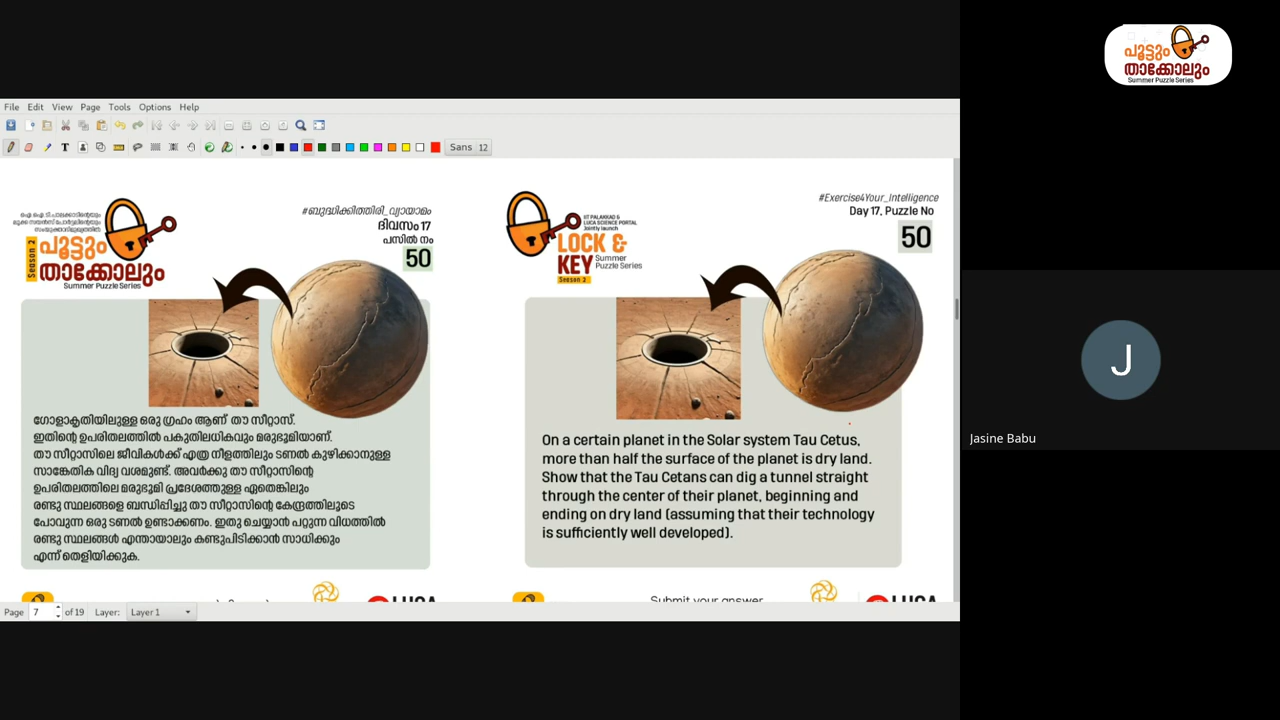 പൂട്ടും
താക്കോലും
Summer Puzzle Series
File Edit View Page Tools Options Help
Sans 12
ഐ.ഐ.ടി.പാലക്കാടിന്റെയും
ലൂക്ക സയൻസ് പോർട്ടലിന്റെയും
സംയുക്താഭിമുഖ്യത്തിൽ
Season 2
പൂട്ടും
താക്കോലും
Summer Puzzle Series
#ബുദ്ധിക്കിത്തിരി_വ്യായാമം
ദിവസം 17
പസിൽ നം
50
ഗോളാകൃതിയിലുള്ള ഒരു ഗ്രഹം ആണ് തൗ സീറ്റാസ്.
ഇതിന്റെ ഉപരിതലത്തിൽ പകുതിലധികവും മരുഭൂമിയാണ്.
തൗ സീറ്റാസിലെ ജീവികൾക്ക് എത്ര നീളത്തിലും ടണൽ കുഴിക്കാനുള്ള
സാങ്കേതിക വിദ്യ വശമുണ്ട്. അവർക്കു തൗ സീറ്റാസിന്റെ
ഉപരിതലത്തിലെ മരുഭൂമി പ്രദേശത്തുള്ള ഏതെങ്കിലും
രണ്ടു സ്ഥലങ്ങളെ ബന്ധിപ്പിച്ചു തൗ സീറ്റാസിന്റെ കേന്ദ്രത്തിലൂടെ
പോവുന്ന ഒരു ടണൽ ഉണ്ടാക്കണം. ഇതു ചെയ്യാൻ പറ്റുന്ന വിധത്തിൽ
രണ്ടു സ്ഥലങ്ങൾ എന്തായാലും കണ്ടുപിടിക്കാൻ സാധിക്കും
എന്ന് തെളിയിക്കുക.
IIT PALAKKAD &
LUCA SCIENCE PORTAL
Jointly launch
LOCK &
KEY Summer
Puzzle Series
Season 2
#Exercise4Your_Intelligence
Day 17, Puzzle No
50
On a certain planet in the Solar system Tau Cetus,
more than half the surface of the planet is dry land.
Show that the Tau Cetans can dig a tunnel straight
through the center of their planet, beginning and
ending on dry land (assuming that their technology
is sufficiently well developed).
LUCA
Submit your answer
LUCA
Page 7 of 19 Layer: Layer 1
J
Jasine Babu